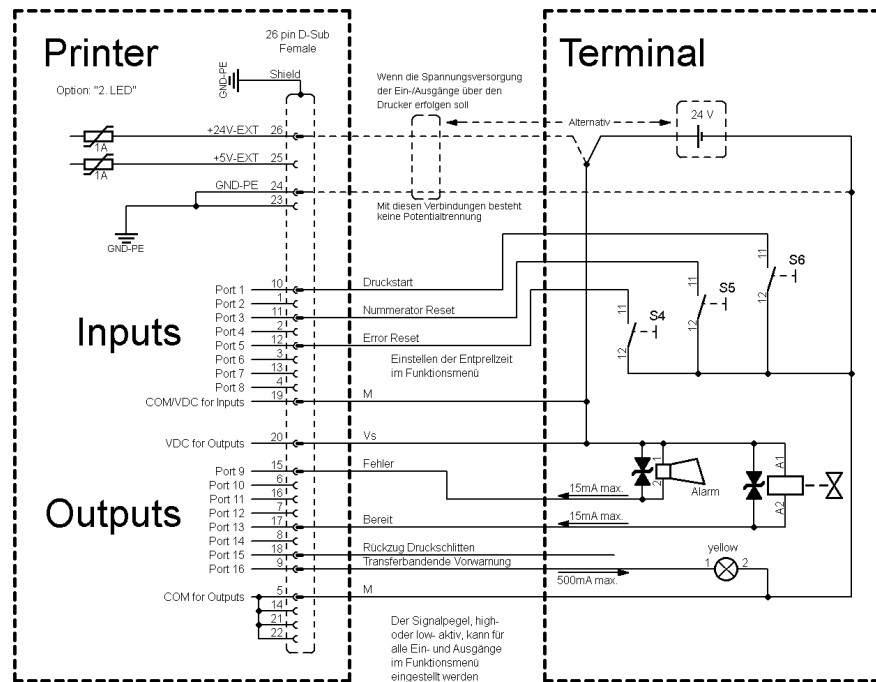 Printer
26 pin D-Sub
Female
Terminal
Option: "2. LED"
GND-PE
Shield
Wenn die Spannungsversorgung
der Ein-/Ausgänge über den
Drucker erfolgen soll
Alternativ
24 V
+24V-EXT 26
1A
+5V-EXT 25
1A
GND-PE 24
23
GND-PE
Mit diesen Verbindungen besteht
keine Potentialtrennung
Inputs
Port 1 10 Druckstart
Port 2 1
Port 3 11 Nummerator Reset
Port 4 2
Port 5 12 Error Reset
Port 6 3
Port 7 13
Port 8 4
COM/VDC for Inputs 19 M
Einstellen der Entprellzeit
im Funktionsmenü
11 12 S4
11 12 S5
11 12 S6
VDC for Outputs 20 Vs
Outputs
Port 9 15 Fehler
Port 10 6
Port 11 16
Port 12 7
Port 13 17 Bereit
Port 14 8
Port 15 18 Rückzug Druckschlitten
Port 16 9 Transferbandende Vorwarnung
COM for Outputs 5 M
14
21
22
15mA max.
1 2 Alarm
A1 A2
15mA max.
yellow
1 2
500mA max.
Der Signalpegel, high-
oder low- aktiv, kann für
alle Ein- und Ausgänge
im Funktionsmenü
eingestellt werden